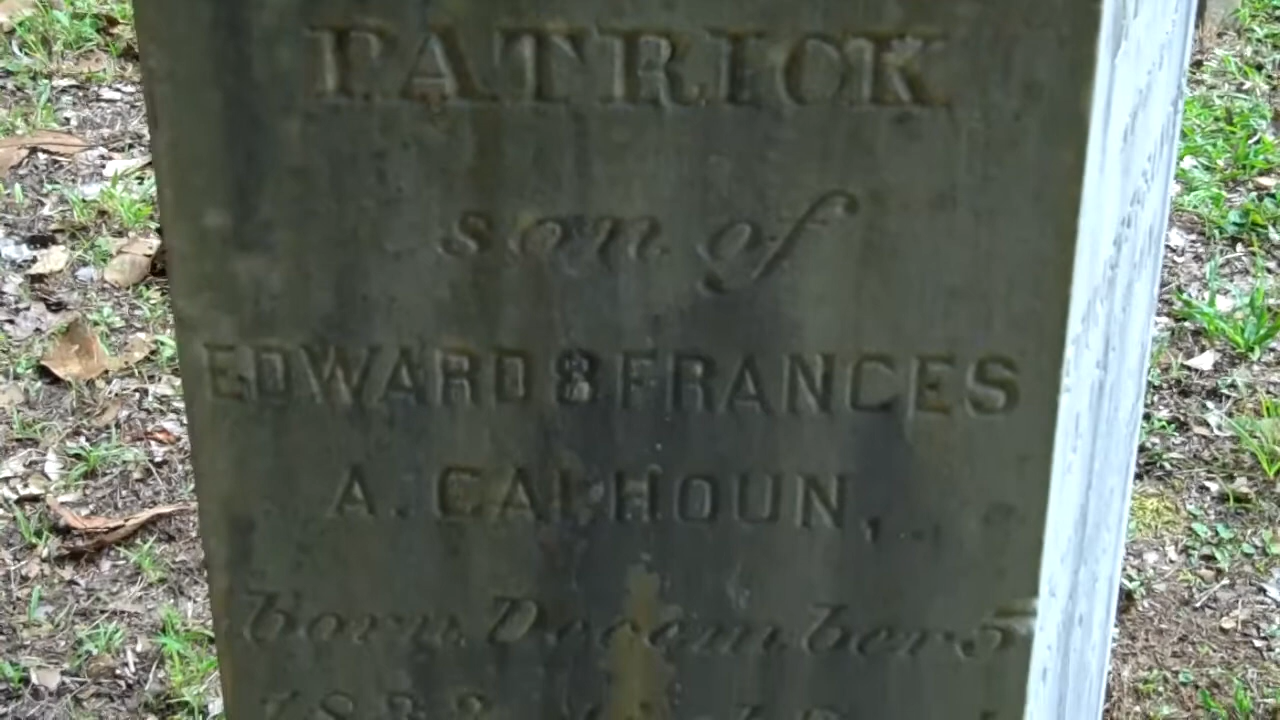 PATRICK
son of
EDWARD & FRANCES
A. CALHOUN,
born December 5